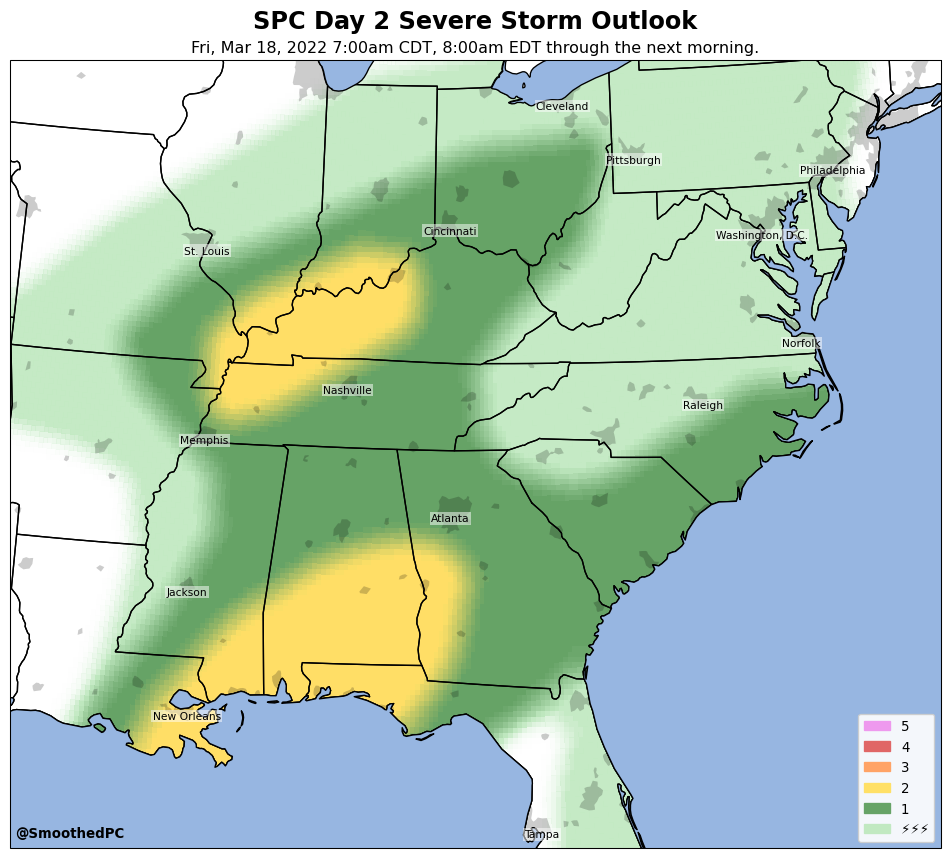 SPC Day 2 Severe Storm Outlook
Fri, Mar 18, 2022 7:00am CDT, 8:00am EDT through the next morning.
Cleveland
Pittsburgh
Philadelphia
Cincinnati
Washington, D.C.
St. Louis
Norfolk
Nashville
Raleigh
Memphis
Atlanta
Jackson
New Orleans
Tampa
5
4
3
2
1
⚡⚡⚡
@SmoothedPC